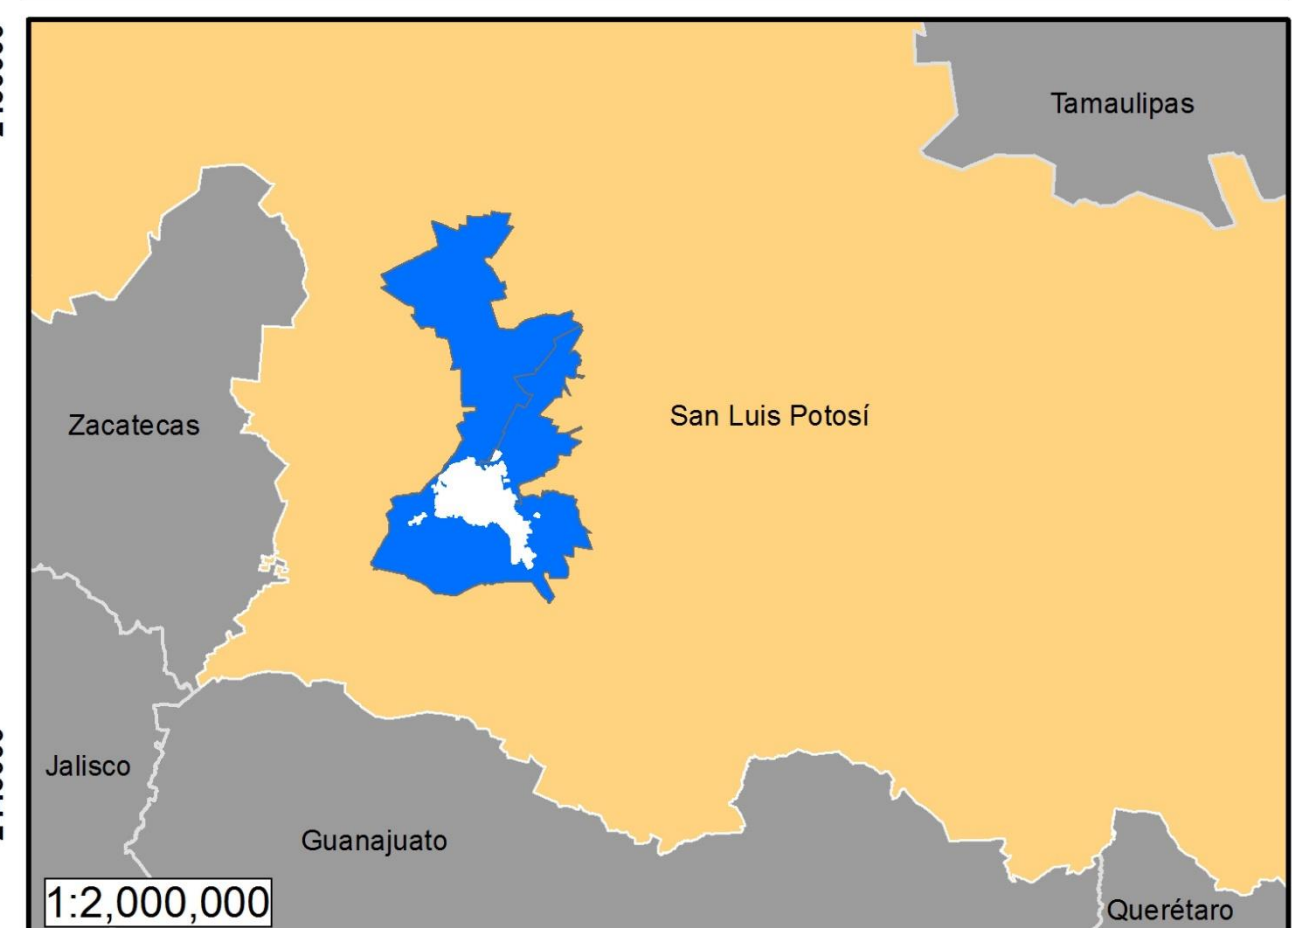 Tamaulipas
San Luis Potosí
Zacatecas
Jalisco
Guanajuato
1:2,000,000
Querétaro